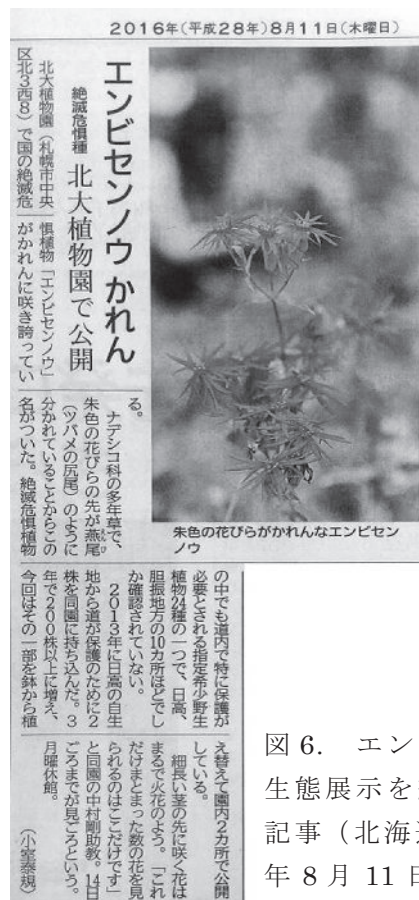 2016年(平成28年)8月11日(木曜日)
エンビセンノウ かれん
絶滅危惧種 北大植物園で公開
北大植物園(札幌市中央
区北3西8)で国の絶滅危
惧植物「エンビセンノウ」
がかれんに咲き誇ってい
る。
ナデシコ科の多年草で、
朱色の花びらの先が燕尾
(ツバメの尻尾)のように
分かれていることからこの
名がついた。絶滅危惧植物
の中でも道内で特に保護が
必要とされる指定希少野生
植物24種の一つで、日高、
胆振地方の10カ所ほどでし
か確認されていない。
2013年に日高の自生
地から道が保護のために2
株を同園に持ち込んだ。3
年で200株以上に増え、
今回はその一部を鉢から植
え替えて園内2カ所で公開
している。
細長い茎の先に咲く花は
まるで火花のよう。「これ
だけまとまった数の花を見
られるのはここだけです」
と同園の中村剛助教。14日
ごろまでが見ごろという。
月曜休館。
(小室泰規)
朱色の花びらがかれんなエンビセン
ノウ
図 6. エン
生態展示を
記事(北海
年 8 月 11 日